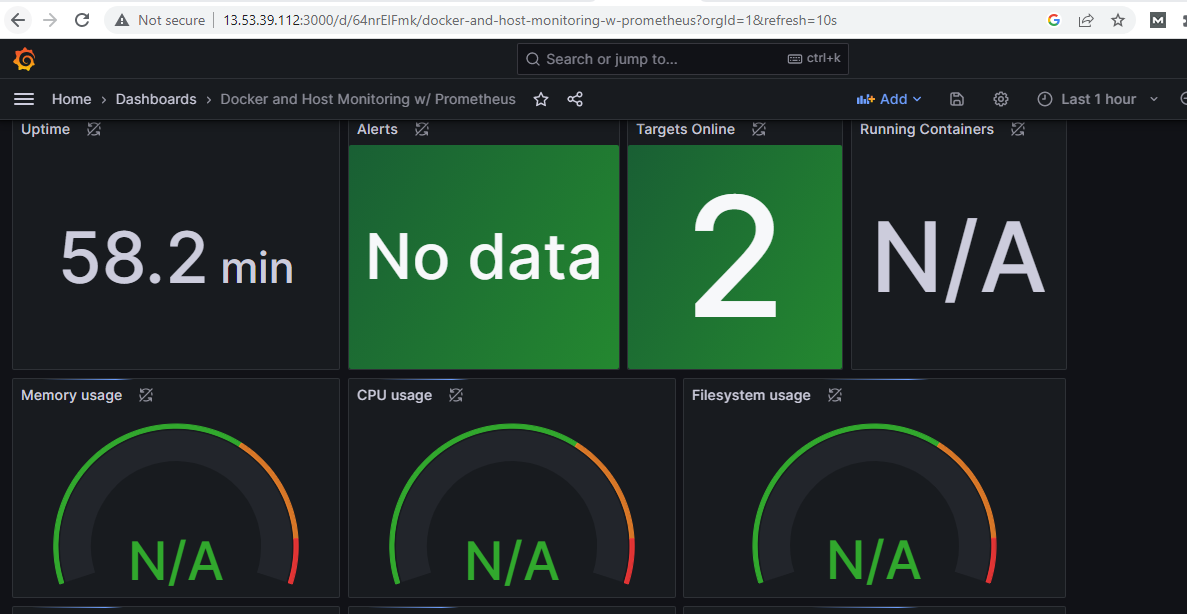 Not secure 13.53.39.112:3000/d/64nrElFmk/docker-and-host-monitoring-w-prometheus?orgId=1&refresh=10s
Search or jump to... ctrl+k
Home › Dashboards › Docker and Host Monitoring w/ Prometheus Add Last 1 hour
Uptime Alerts Targets Online Running Containers
58.2 min No data 2 N/A
Memory usage CPU usage Filesystem usage
N/A N/A N/A